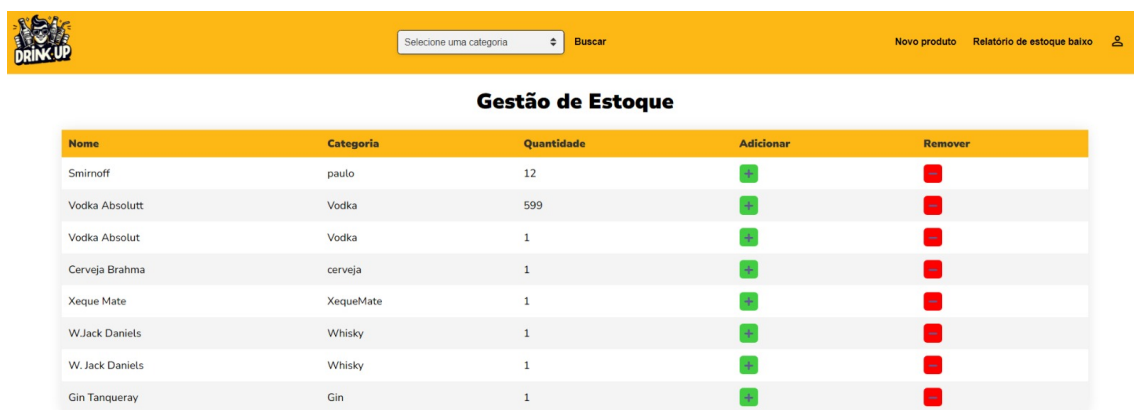 DRINK-UP
Selecione uma categoria Buscar Novo produto Relatório de estoque baixo
Gestão de Estoque
Nome Categoria Quantidade Adicionar Remover
Smirnoff paulo 12 + −
Vodka Absolutt Vodka 599 + −
Vodka Absolut Vodka 1 + −
Cerveja Brahma cerveja 1 + −
Xeque Mate XequeMate 1 + −
W.Jack Daniels Whisky 1 + −
W. Jack Daniels Whisky 1 + −
Gin Tanqueray Gin 1 + −